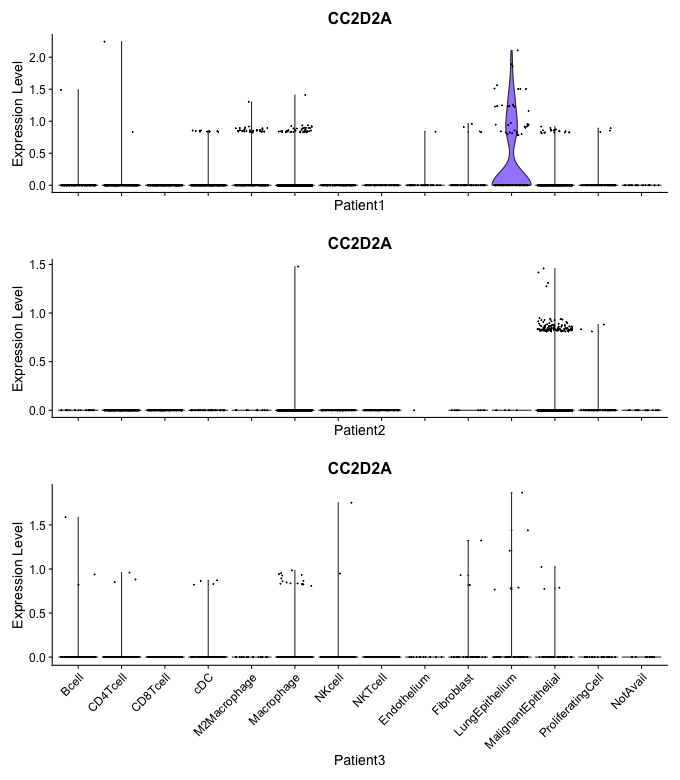 CC2D2A
Expression Level
2.0
1.5
1.0
0.5
0.0
Patient1
CC2D2A
Expression Level
1.5
1.0
0.5
0.0
Patient2
CC2D2A
Expression Level
1.5
1.0
0.5
0.0
Bcell
CD4Tcell
CD8Tcell
cDC
M2Macrophage
Macrophage
NKcell
NKTcell
Endothelium
Fibroblast
LungEpithelium
MalignantEpithelial
ProliferatingCell
NotAvail
Patient3